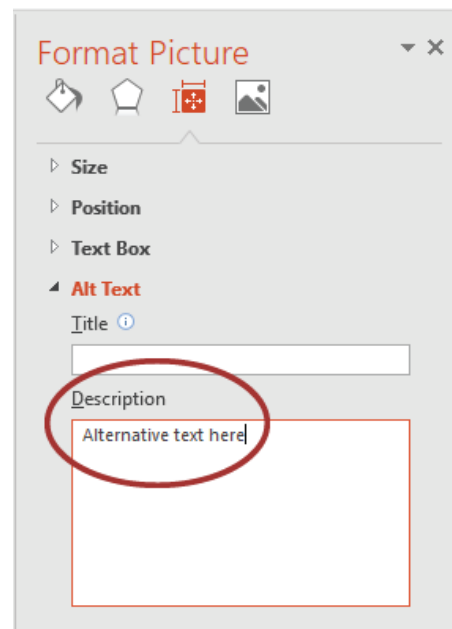 Format Picture
Size
Position
Text Box
Alt Text
Title
Description
Alternative text here